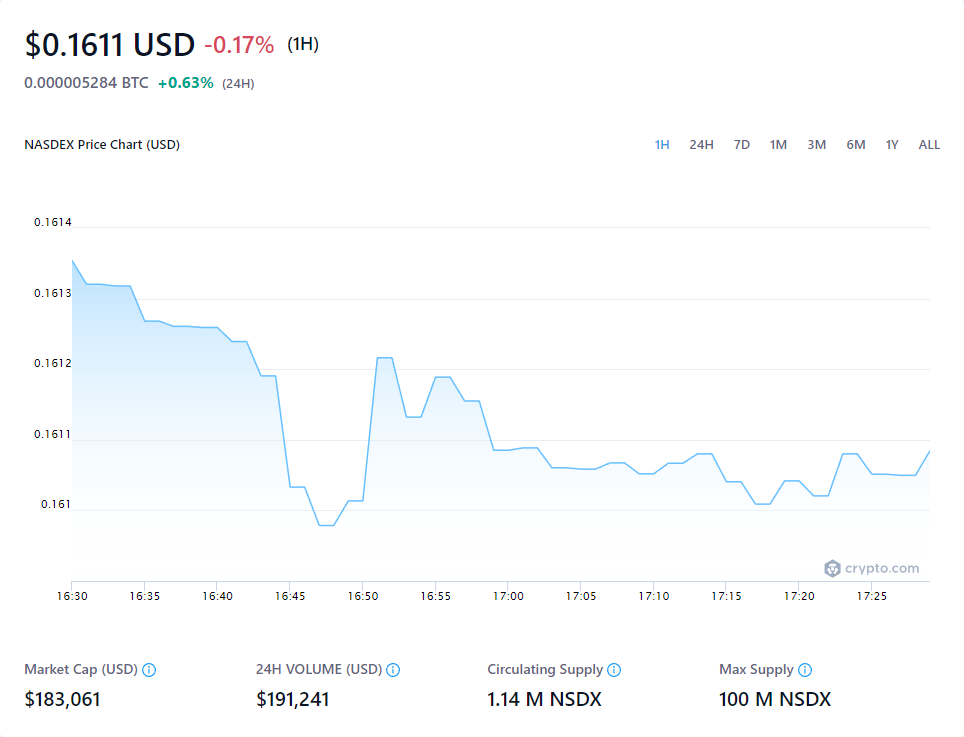 $0.1611 USD -0.17% (1H)
0.000005284 BTC +0.63% (24H)
NASDEX Price Chart (USD) 1H 24H 7D 1M 3M 6M 1Y ALL
0.1614
0.1613
0.1612
0.1611
0.161
crypto.com
16:30 16:35 16:40 16:45 16:50 16:55 17:00 17:05 17:10 17:15 17:20 17:25
Market Cap (USD) 24H VOLUME (USD) Circulating Supply Max Supply
$183,061 $191,241 1.14 M NSDX 100 M NSDX